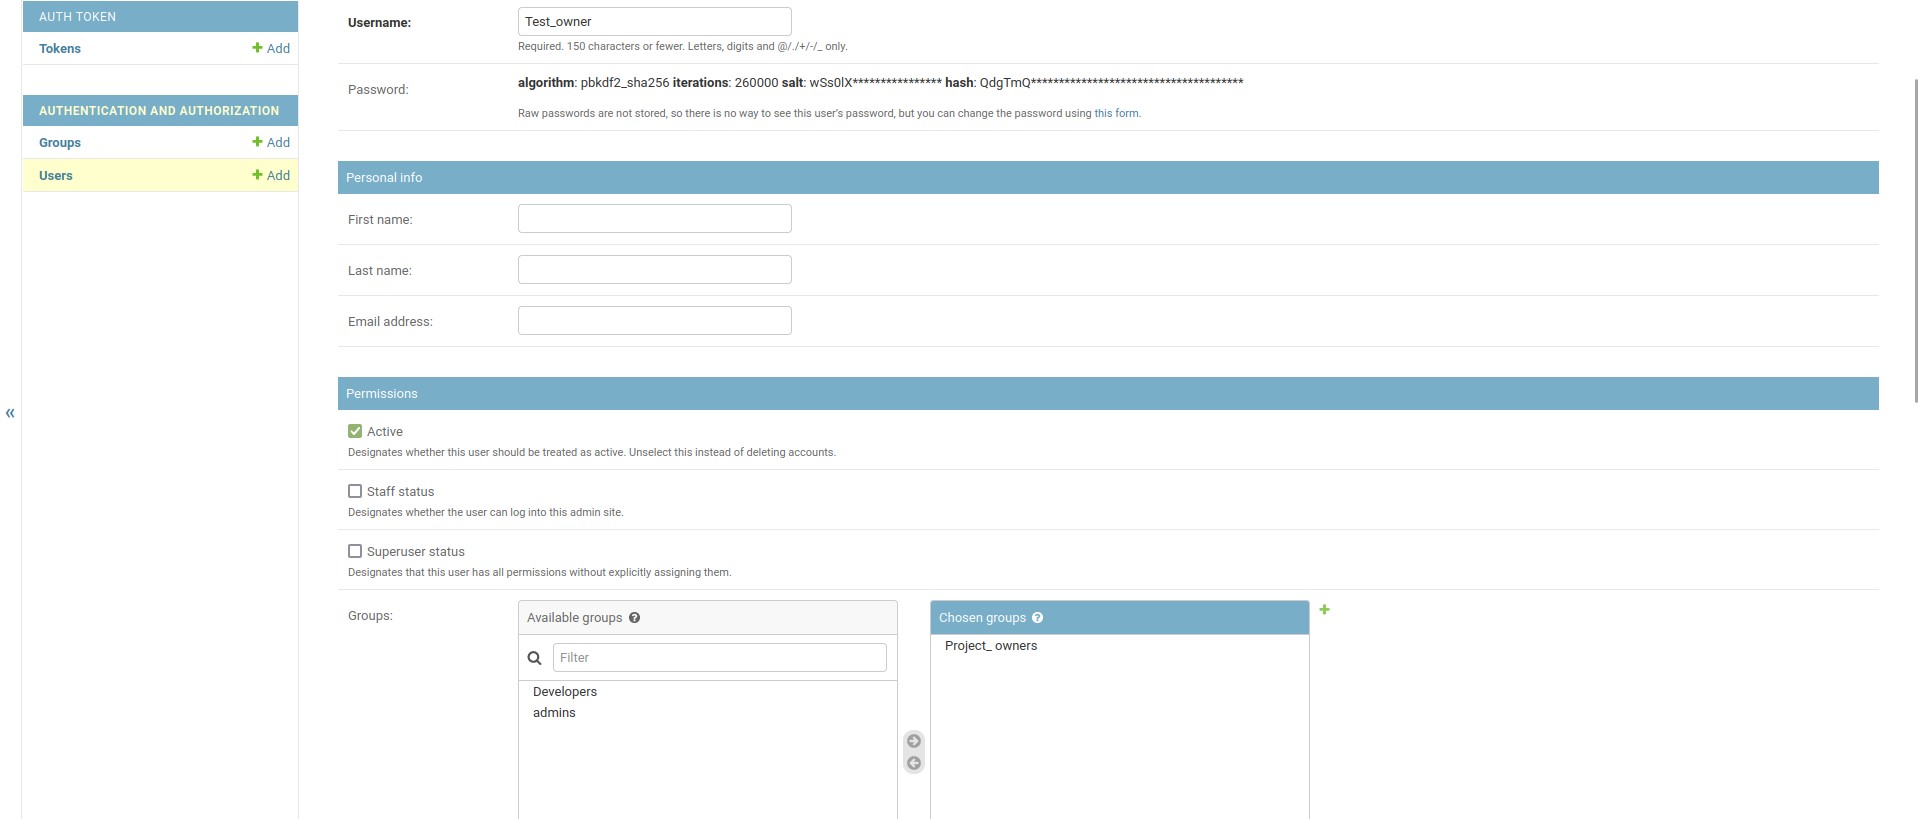 AUTH TOKEN
Tokens
Add
AUTHENTICATION AND AUTHORIZATION
Groups
Add
Users
Add
«
Username:
Test_owner
Required. 150 characters or fewer. Letters, digits and @/./+/-/_ only.
Password:
algorithm: pbkdf2_sha256 iterations: 260000 salt: wSs0lX**************** hash: QdgTmQ**************************************
Raw passwords are not stored, so there is no way to see this user's password, but you can change the password using this form.
Personal info
First name:
Last name:
Email address:
Permissions
Active
Designates whether this user should be treated as active. Unselect this instead of deleting accounts.
Staff status
Designates whether the user can log into this admin site.
Superuser status
Designates that this user has all permissions without explicitly assigning them.
Groups:
Available groups ?
Filter
Developers
admins
Chosen groups ?
Project_ owners